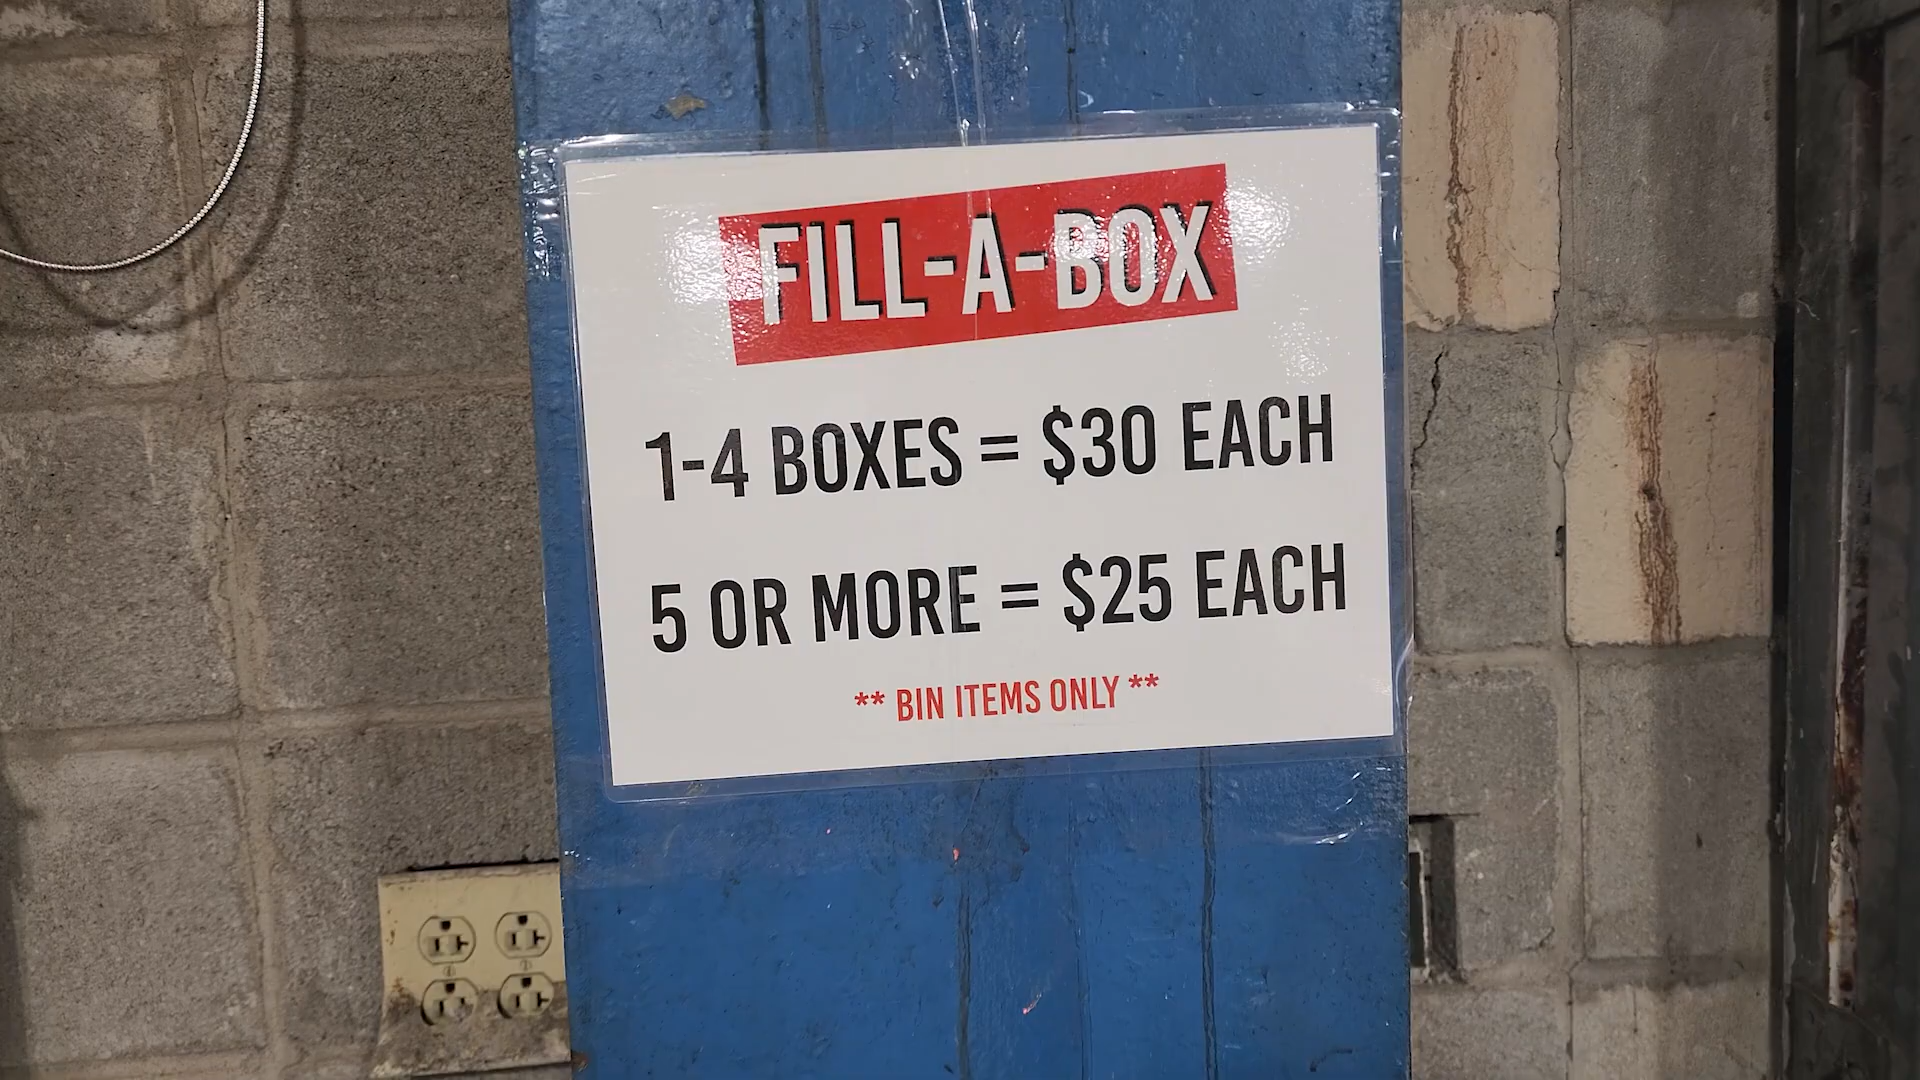 FILL-A-BOX
1-4 BOXES = $30 EACH
5 OR MORE = $25 EACH
** BIN ITEMS ONLY **